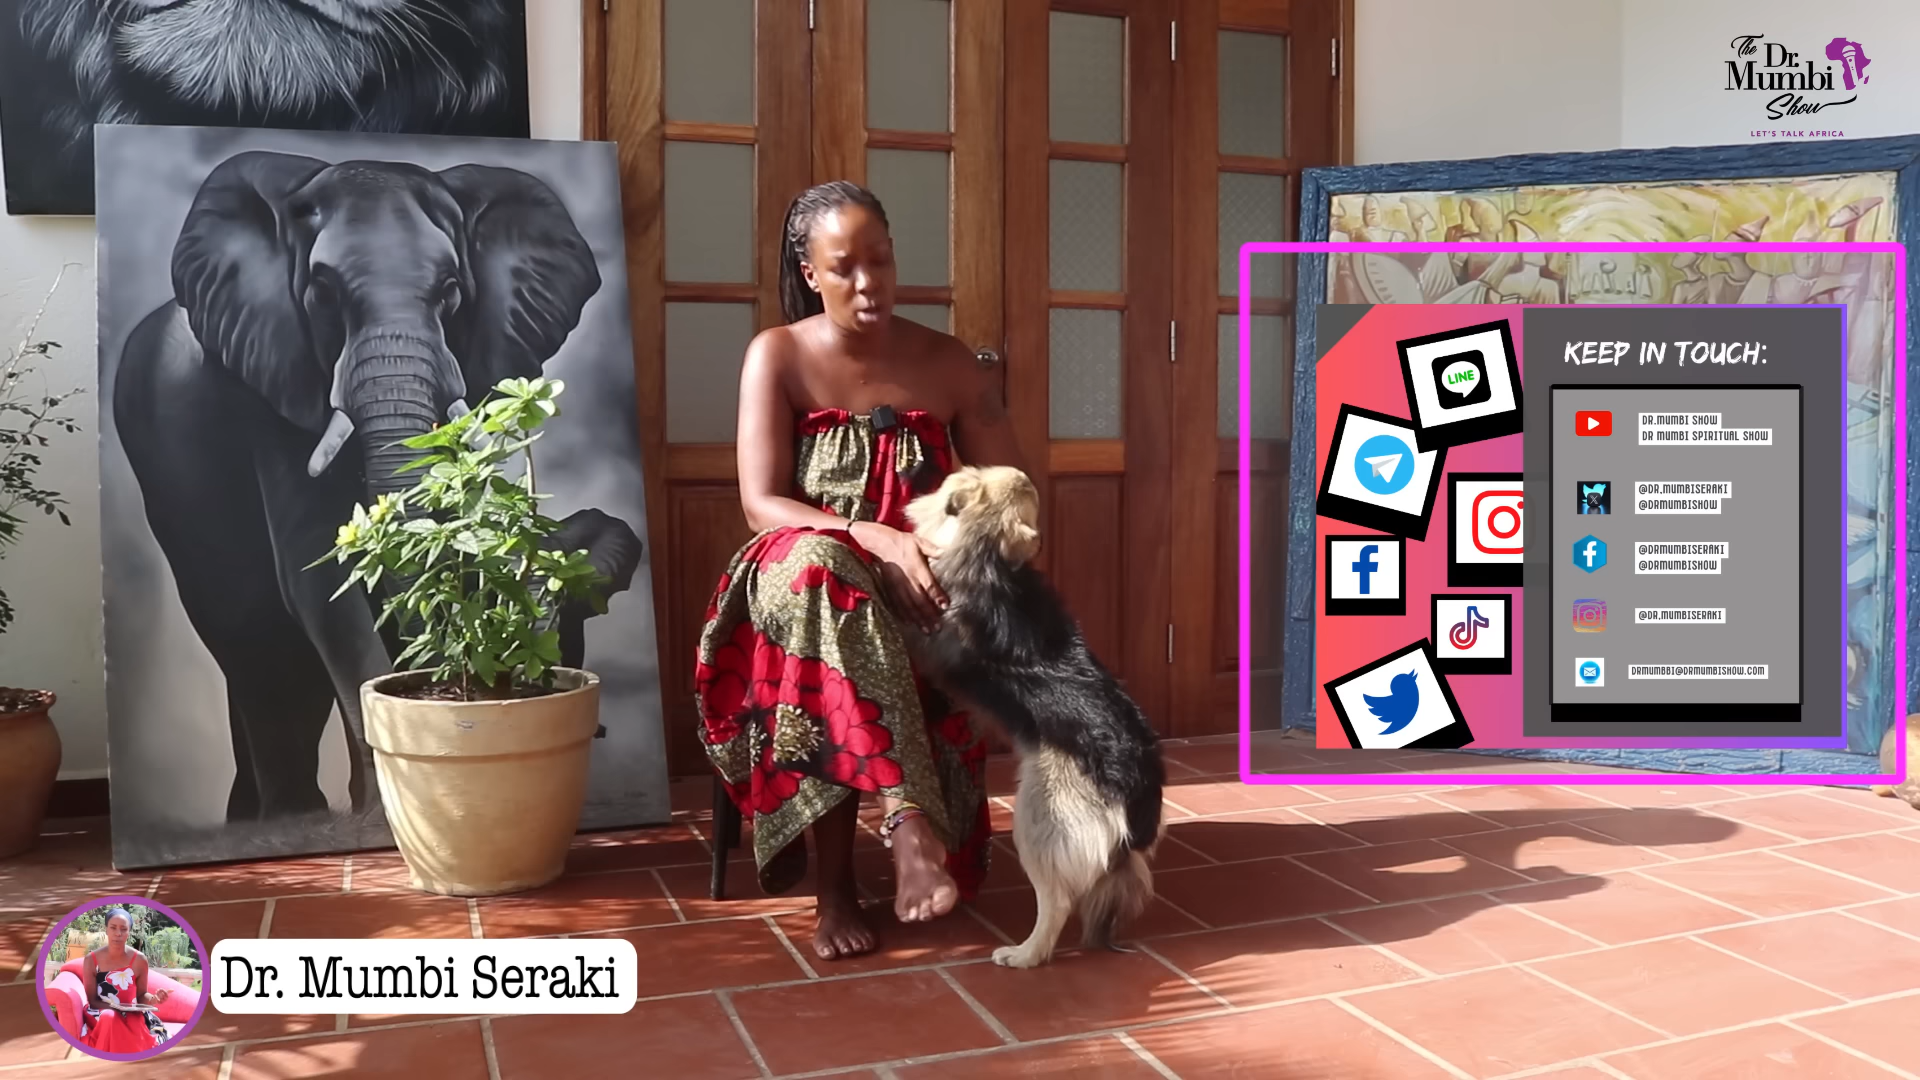 The Dr.
Mumbi
Show
LET'S TALK AFRICA
KEEP IN TOUCH:
LINE
DR.MUMBI SHOW
DR MUMBI SPIRITUAL SHOW
@DR.MUMBISERAKI
@DRMUMBISHOW
@DRMUMBISERAKI
@DRMUMBISHOW
@DR.MUMBISERAKI
DRMUMBBI@DRMUMBISHOW.COM
Dr. Mumbi Seraki